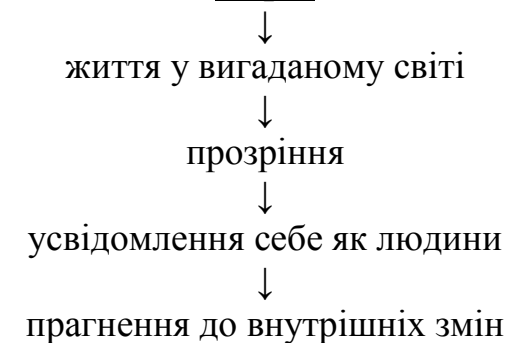 ↓
життя у вигаданому світі
↓
прозріння
↓
усвідомлення себе як людини
↓
прагнення до внутрішніх змін